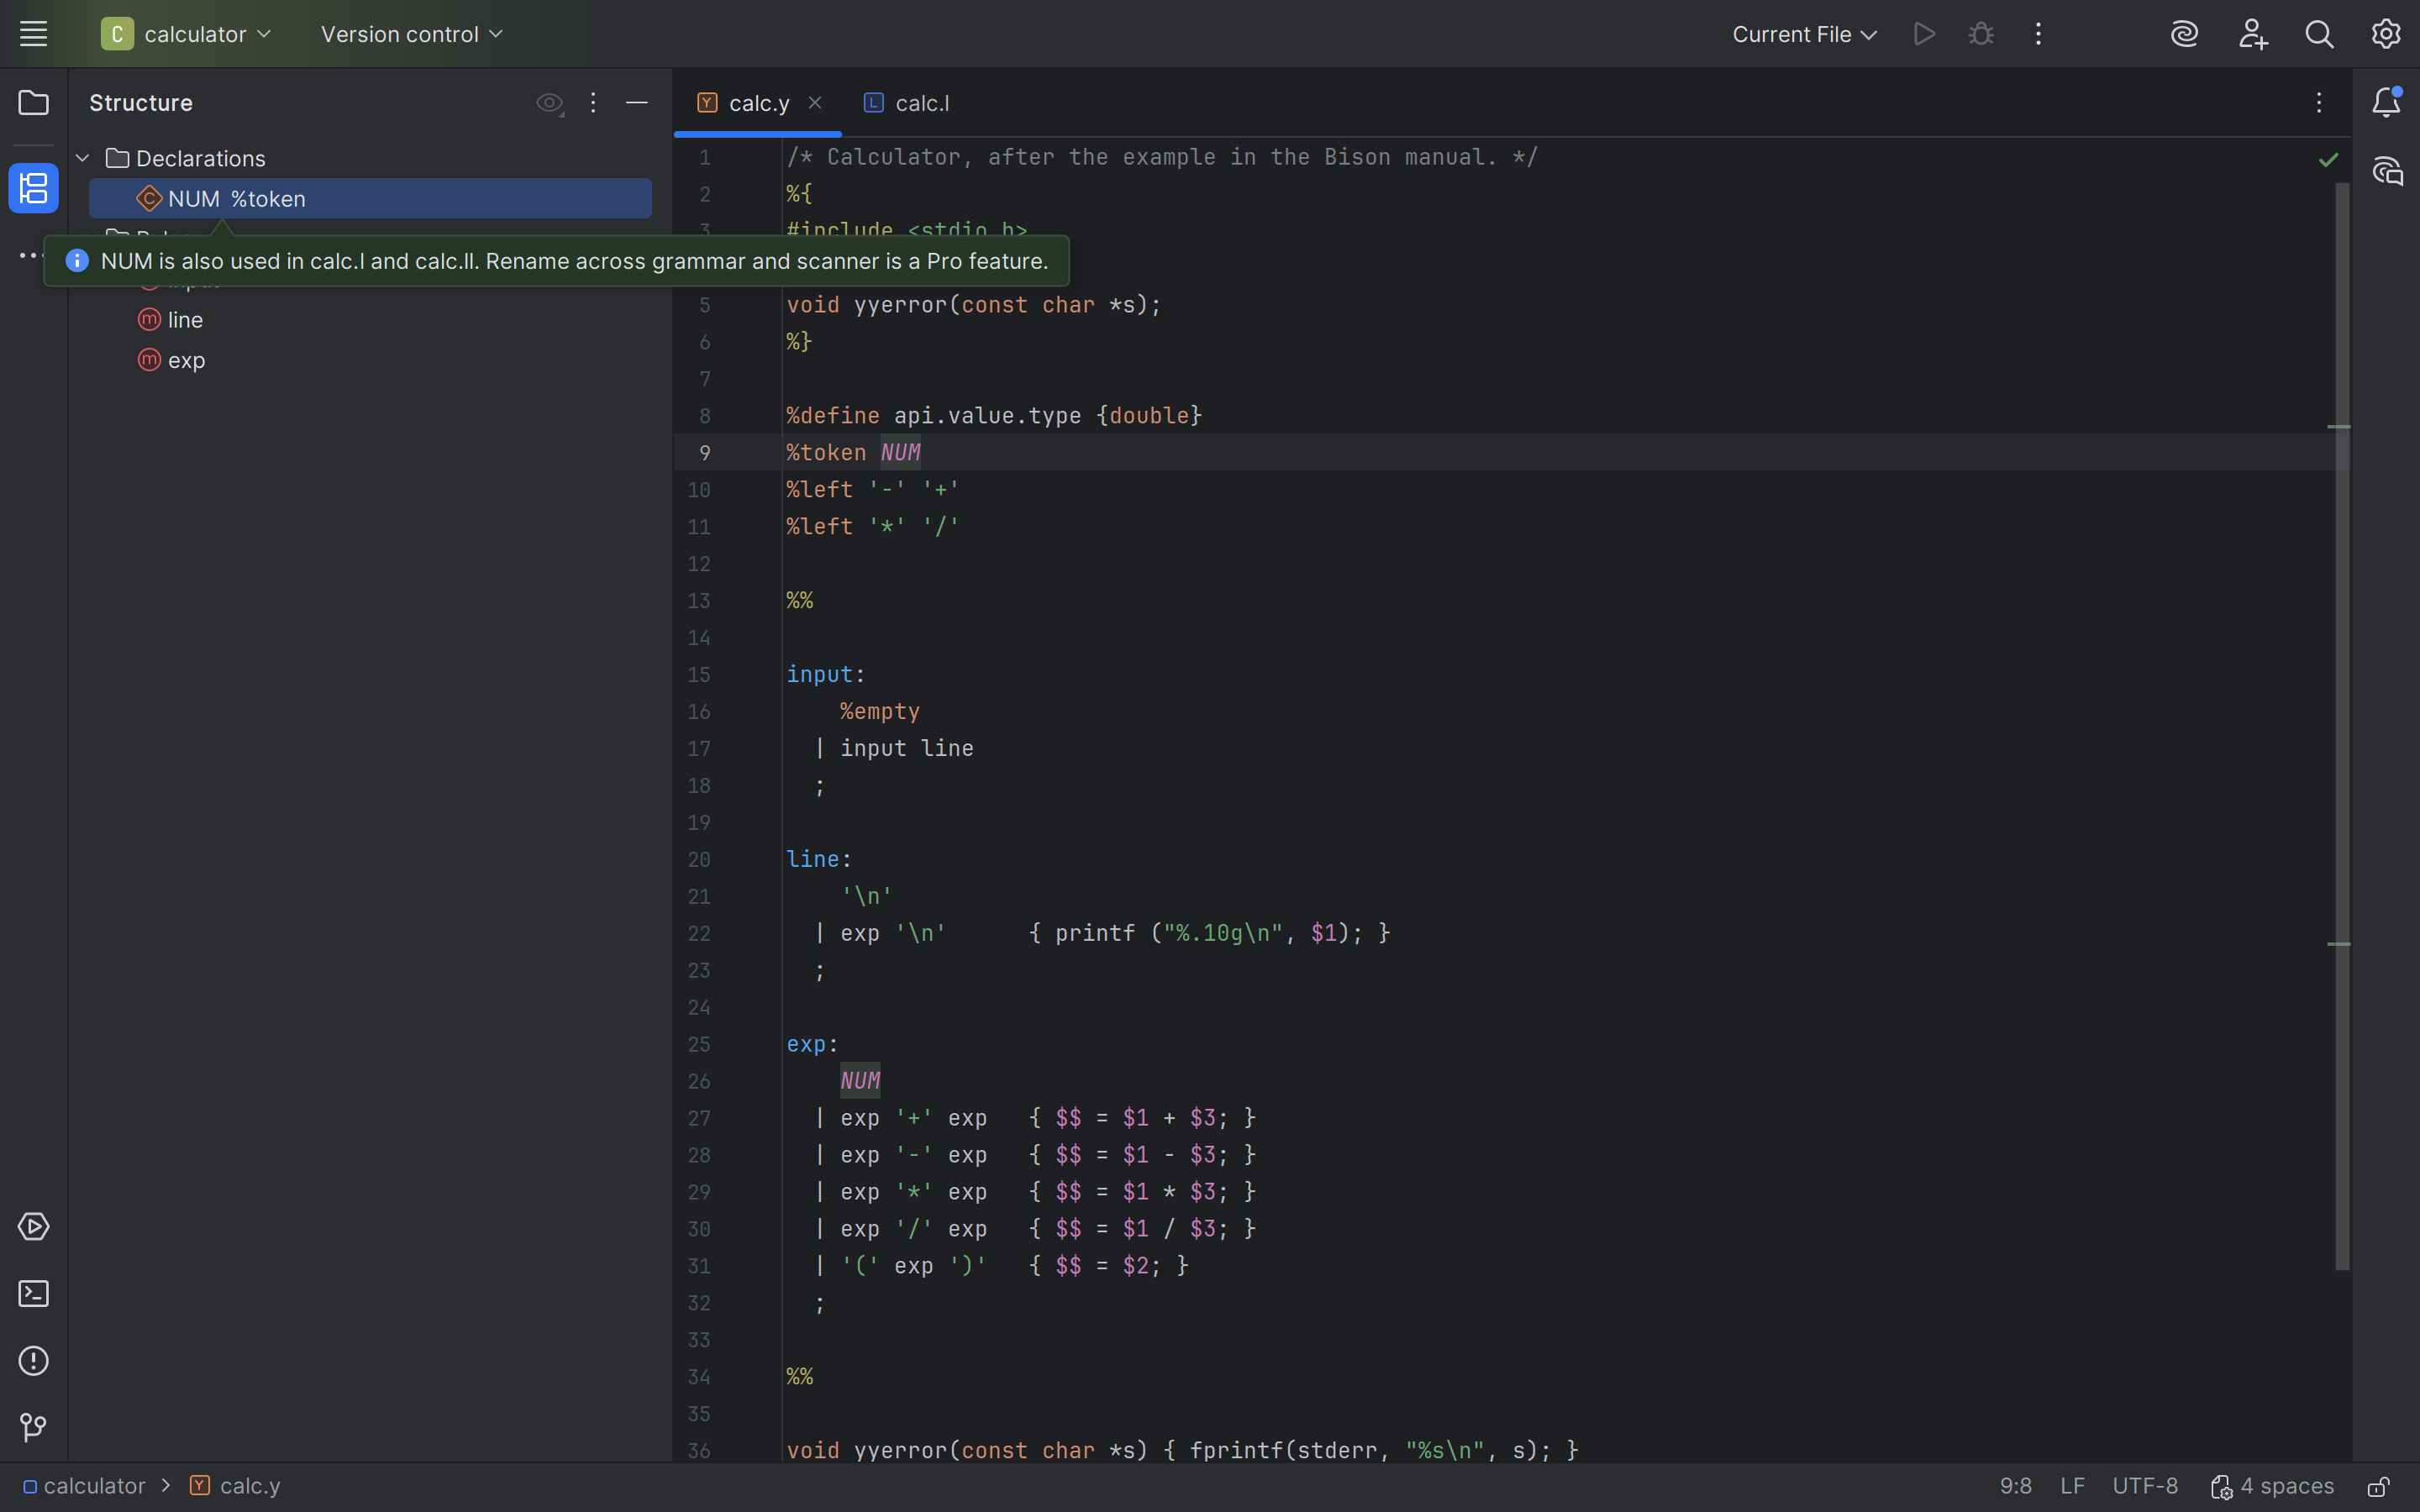 C calculator Version control Current File
Structure
Declarations
NUM %token
NUM is also used in calc.l and calc.ll. Rename across grammar and scanner is a Pro feature.
line
exp
Y calc.y L calc.l
1 /* Calculator, after the example in the Bison manual. */
2 %{
3 #include <stdio.h>
5 void yyerror(const char *s);
6 %}
7
8 %define api.value.type {double}
9 %token NUM
10 %left '-' '+'
11 %left '*' '/'
12
13 %%
14
15 input:
16 %empty
17 | input line
18 ;
19
20 line:
21 '\n'
22 | exp '\n' { printf ("%.10g\n", $1); }
23 ;
24
25 exp:
26 NUM
27 | exp '+' exp { $$ = $1 + $3; }
28 | exp '-' exp { $$ = $1 - $3; }
29 | exp '*' exp { $$ = $1 * $3; }
30 | exp '/' exp { $$ = $1 / $3; }
31 | '(' exp ')' { $$ = $2; }
32 ;
33
34 %%
35
36 void yyerror(const char *s) { fprintf(stderr, "%s\n", s); }
calculator > Y calc.y 9:8 LF UTF-8 4 spaces